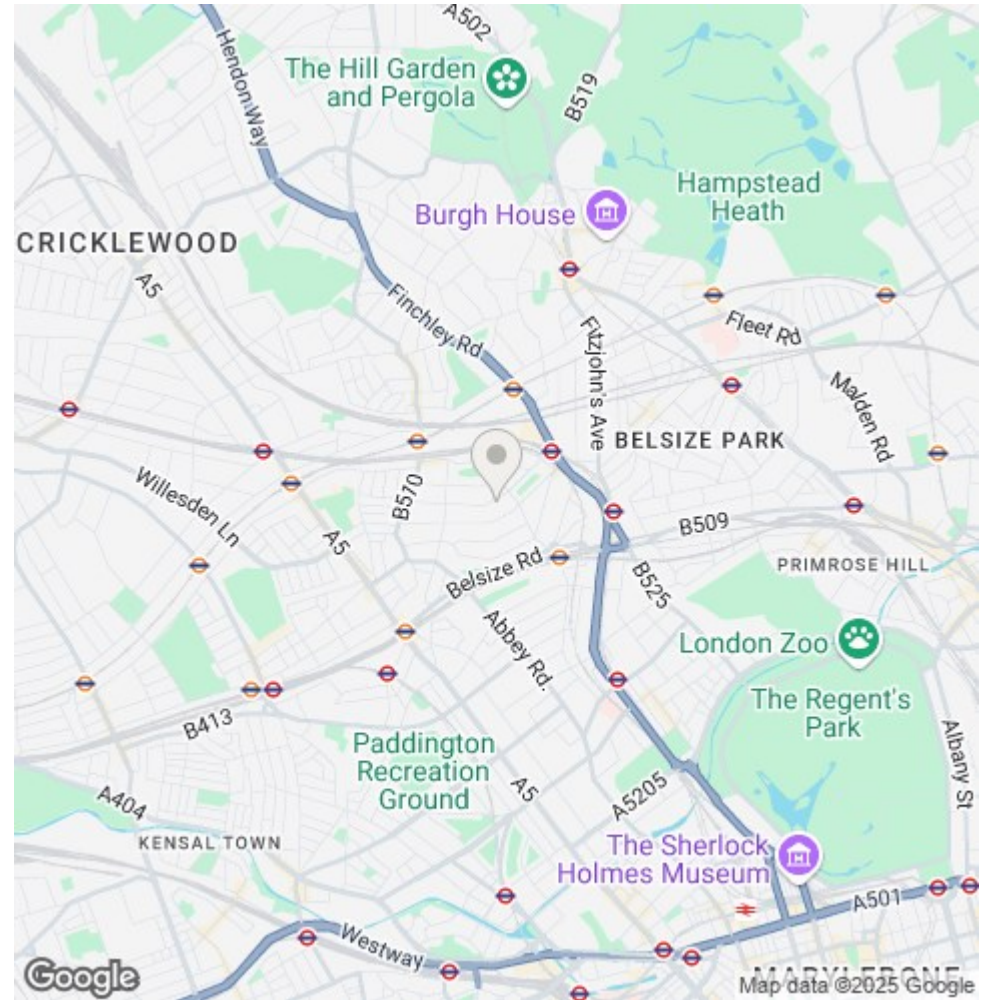 A502
Hendon Way
The Hill Garden
and Pergola
B519
Hampstead
Heath
Burgh House
CRICKLEWOOD
A5
Finchley Rd
Fitzjohn's Ave
Fleet Rd
Malden Rd
BELSIZE PARK
B570
Willesden Ln
A5
B509
Belsize Rd
B525
PRIMROSE HILL
Abbey Rd.
London Zoo
The Regent's
Park
B413
Albany St
Paddington
Recreation
Ground
A5
A5205
A404
KENSAL TOWN
The Sherlock
Holmes Museum
A501
Westway
MARYLEBONE
Google
Map data ©2025 Google